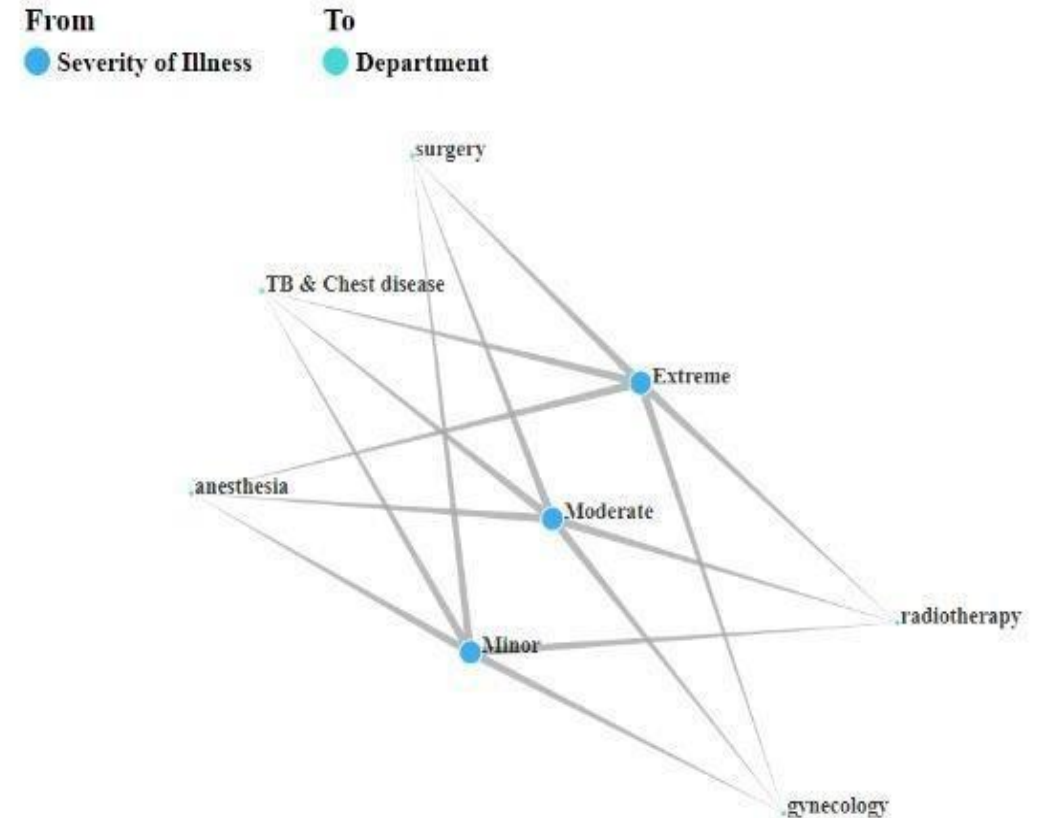 From
To
Severity of Illness
Department
surgery
TB & Chest disease
Extreme
anesthesia
Moderate
radiotherapy
Minor
gynecology